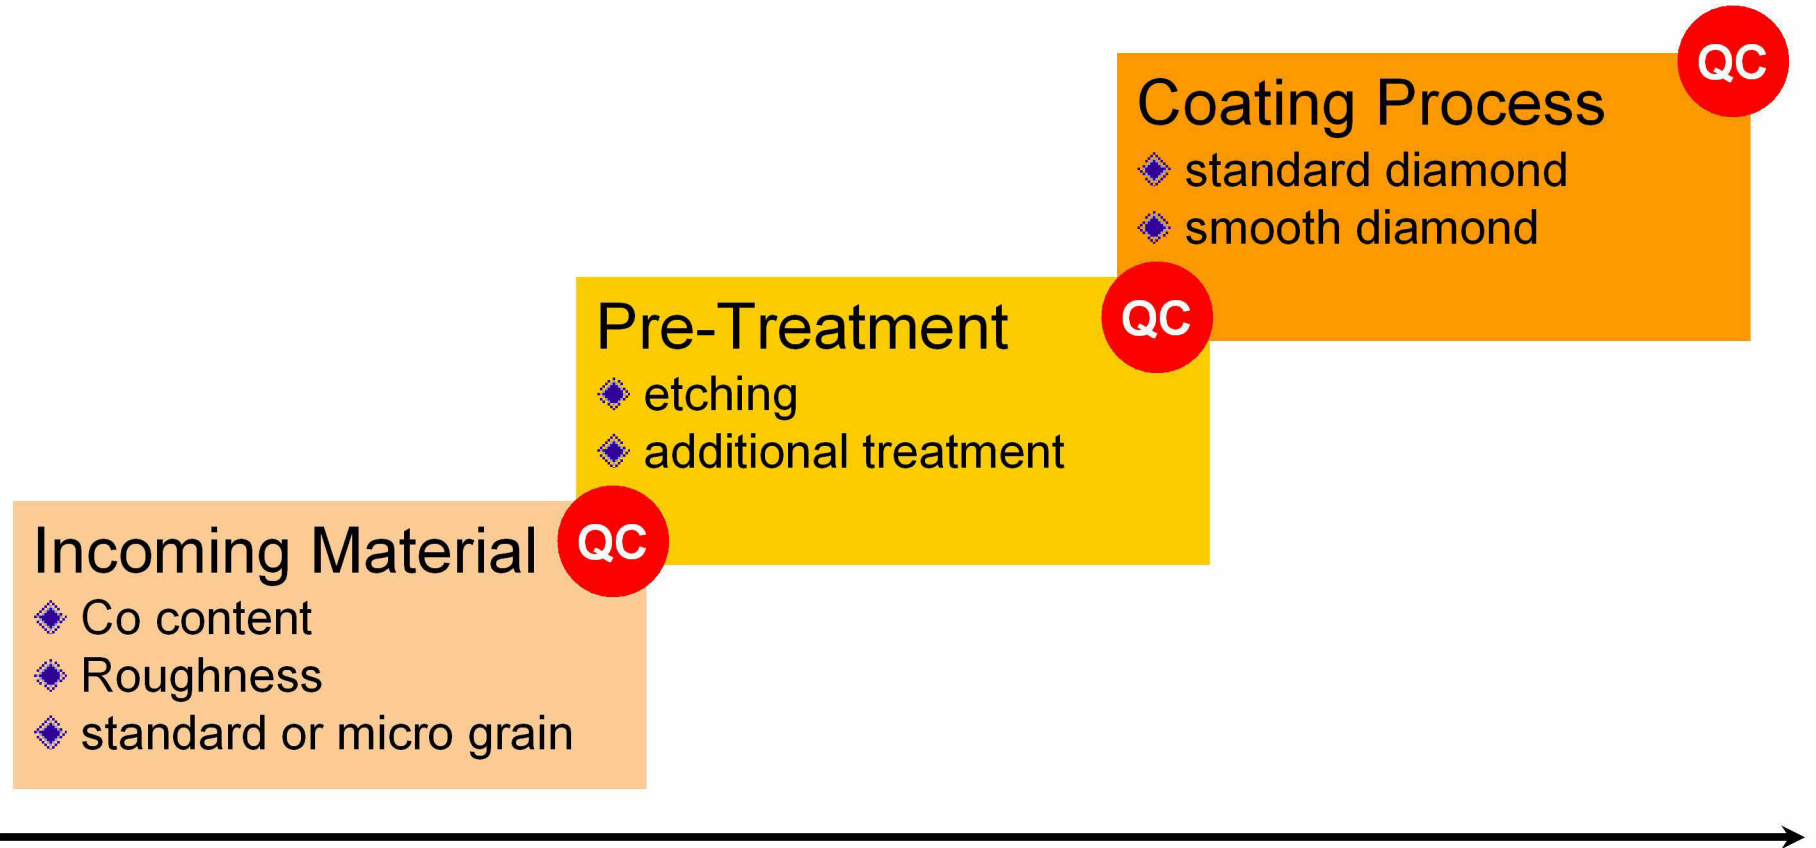 QC
Coating Process
standard diamond
smooth diamond
QC
Pre-Treatment
etching
additional treatment
QC
Incoming Material
Co content
Roughness
standard or micro grain